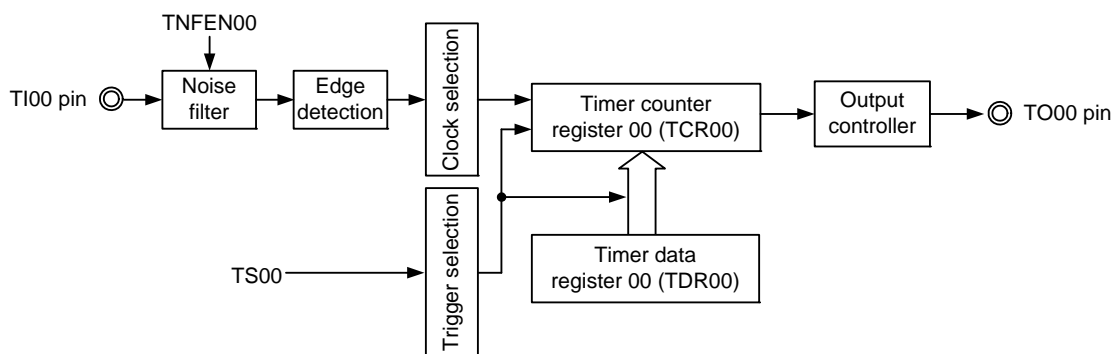 TNFEN00
TI00 pin
Noise
filter
Edge
detection
Clock selection
Timer counter
register 00 (TCR00)
Output
controller
TO00 pin
TS00
Trigger selection
Timer data
register 00 (TDR00)